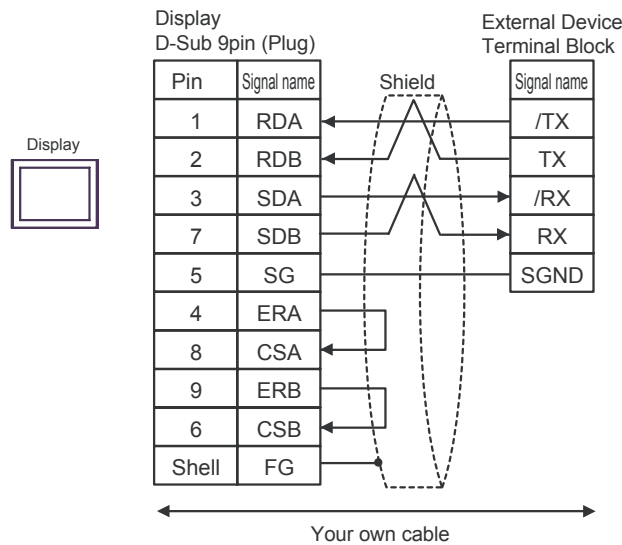 Display
D-Sub 9pin (Plug)
External Device
Terminal Block
Pin Signal name Shield Signal name
1 RDA /TX
Display
2 RDB TX
3 SDA /RX
7 SDB RX
5 SG SGND
4 ERA
8 CSA
9 ERB
6 CSB
Shell FG
Your own cable